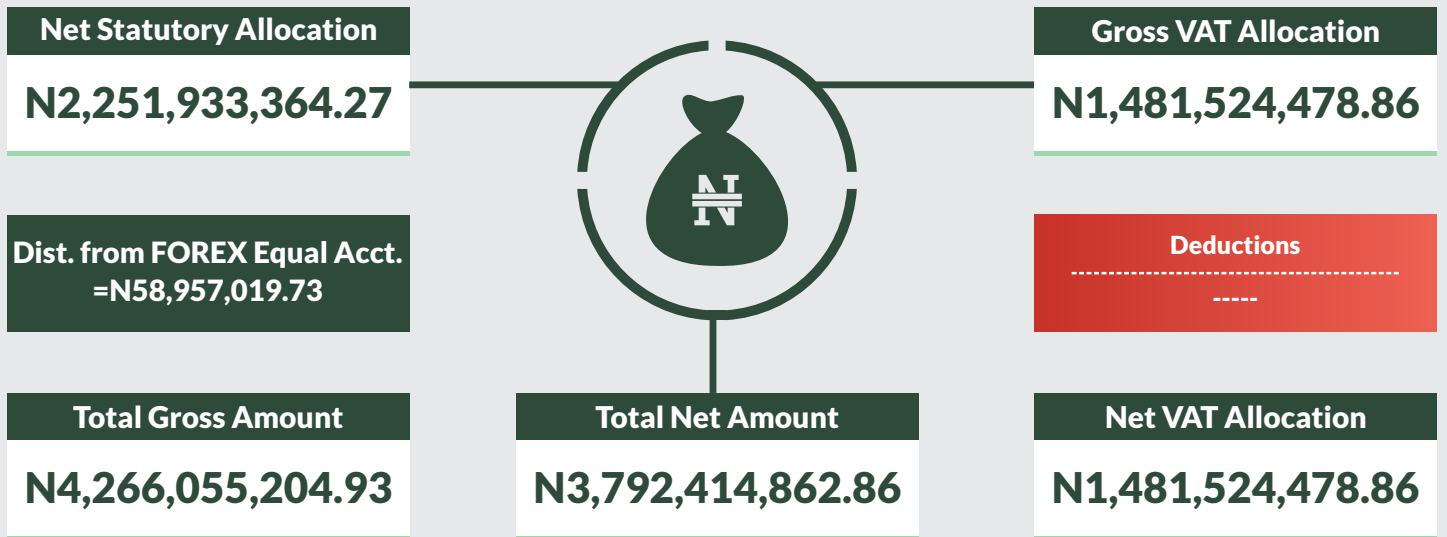 Net Statutory Allocation
N2,251,933,364.27
Gross VAT Allocation
N1,481,524,478.86
₦
Dist. from FOREX Equal Acct.
=N58,957,019.73
Deductions
--------------------------------------------
-----
Total Gross Amount
N4,266,055,204.93
Total Net Amount
N3,792,414,862.86
Net VAT Allocation
N1,481,524,478.86